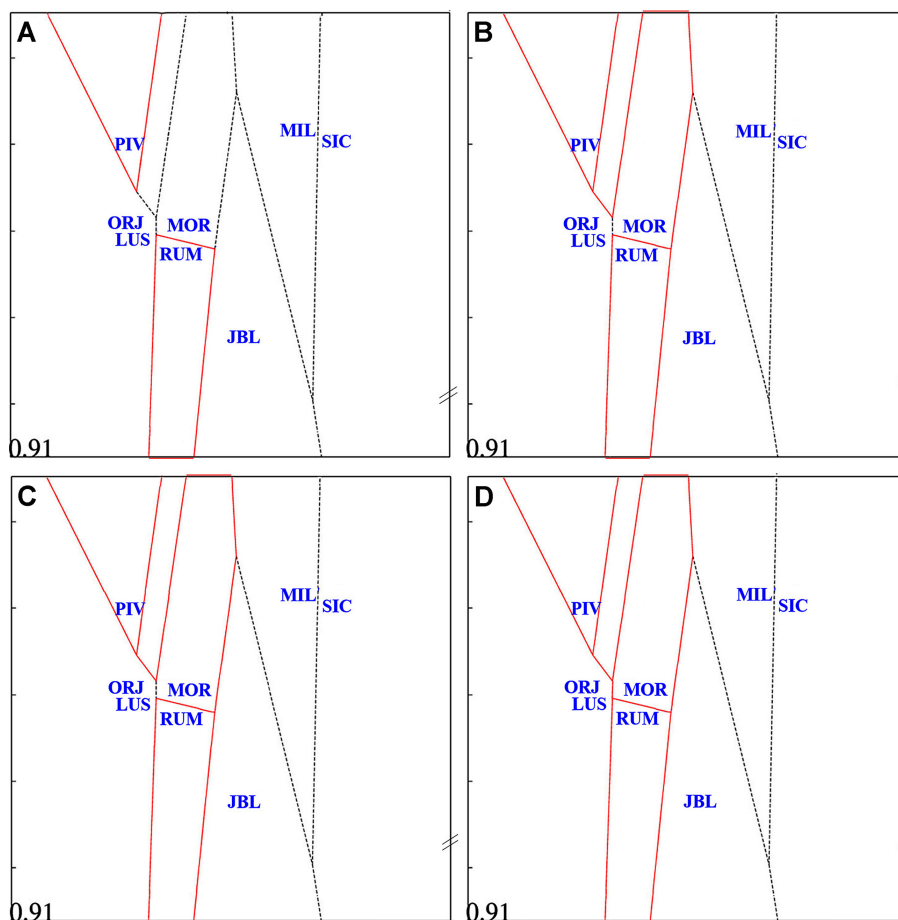 A
MIL
SIC
PIV
ORJ
MOR
LUS
RUM
JBL
0.91
B
MIL
SIC
PIV
ORJ
MOR
LUS
RUM
JBL
0.91
C
MIL
SIC
PIV
ORJ
MOR
LUS
RUM
JBL
0.91
D
MIL
SIC
PIV
ORJ
MOR
LUS
RUM
JBL
0.91